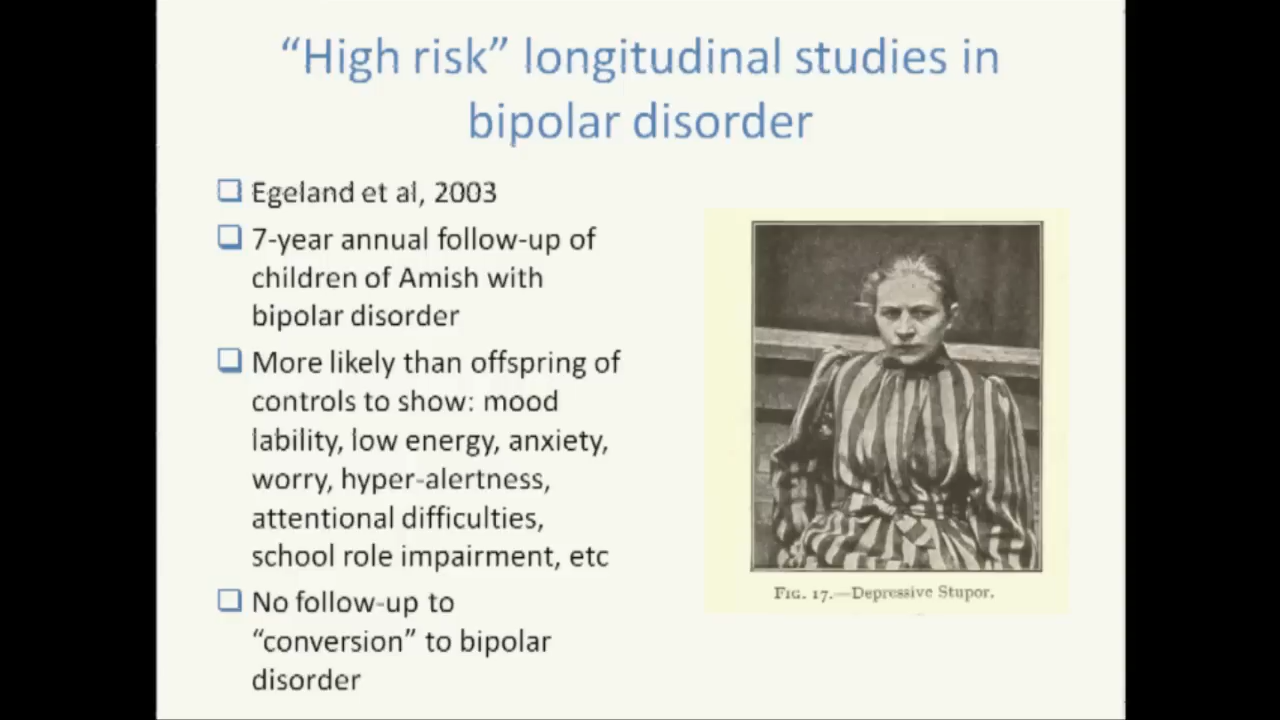 “High risk” longitudinal studies in
bipolar disorder
Egeland et al, 2003
7-year annual follow-up of
children of Amish with
bipolar disorder
More likely than offspring of
controls to show: mood
lability, low energy, anxiety,
worry, hyper-alertness,
attentional difficulties,
school role impairment, etc
No follow-up to
“conversion” to bipolar
disorder
FIG. 17.—Depressive Stupor.